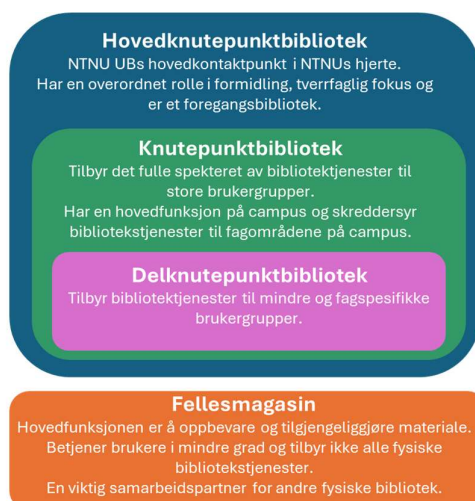 Hovedknutepunktbibliotek
NTNU UBs hovedkontaktpunkt i NTNUs hjerte.
Har en overordnet rolle i formidling, tverrfaglig fokus og
er et foregangsbibliotek.
Knutepunktbibliotek
Tilbyr det fulle spekteret av bibliotektjenester til
store brukergrupper.
Har en hovedfunksjon på campus og skreddersyr
bibliotekstjenester til fagområdene på campus.
Delknutepunktbibliotek
Tilbyr bibliotektjenester til mindre og fagspesifikke
brukergrupper.
Fellesmagasin
Hovedfunksjonen er å oppbevare og tilgjengeliggjøre materiale.
Betjener brukere i mindre grad og tilbyr ikke alle fysiske
bibliotekstjenester.
En viktig samarbeidspartner for andre fysiske bibliotek.